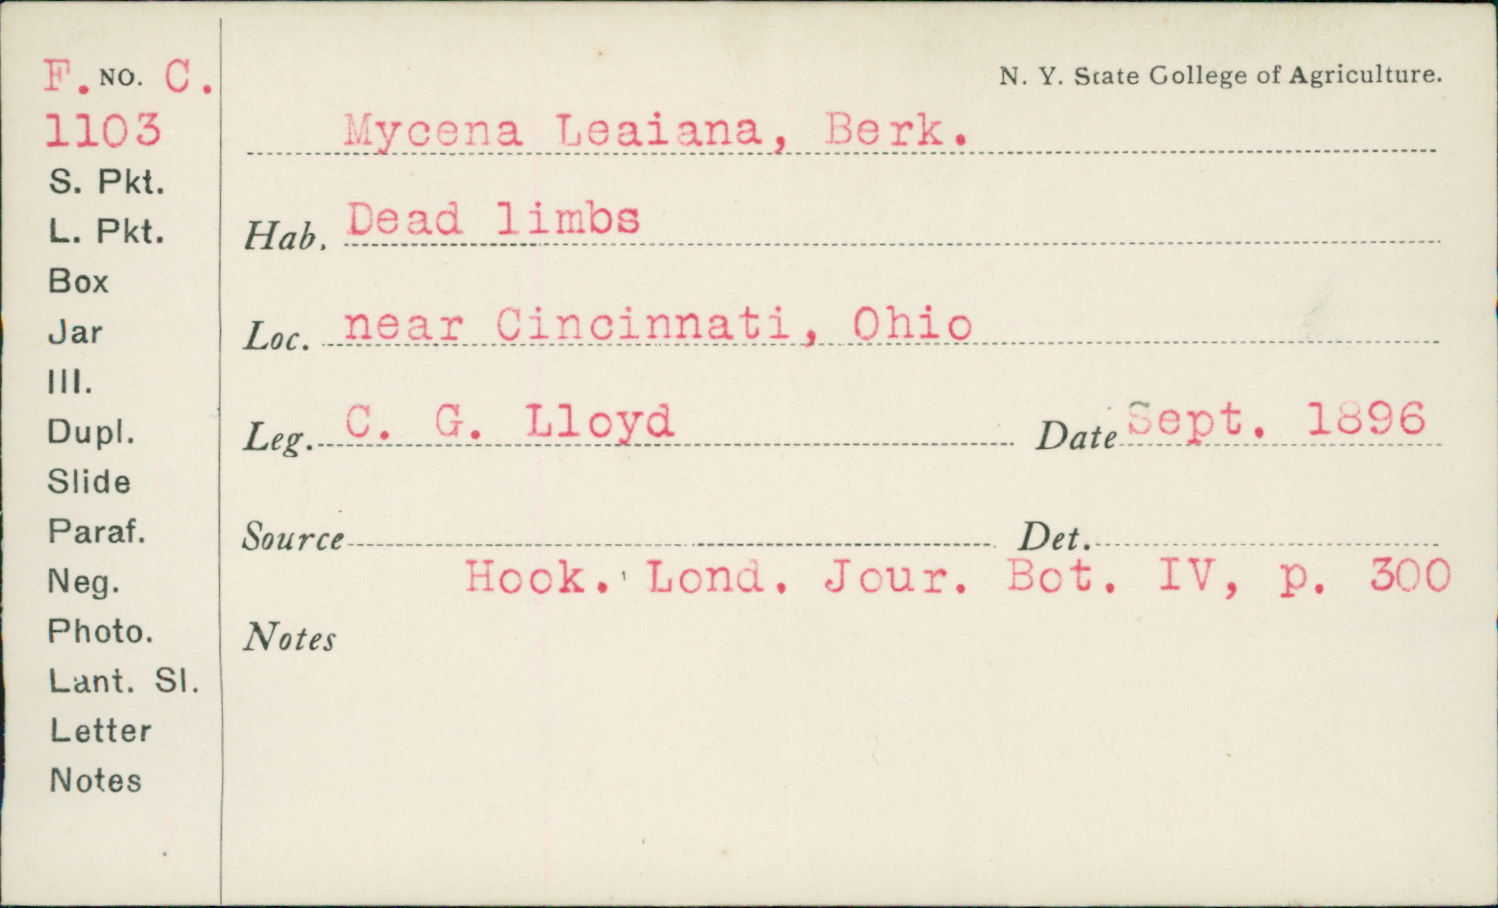 F. NO. C.
1103
S. Pkt.
L. Pkt.
Box
Jar
Ill.
Dupl.
Slide
Paraf.
Neg.
Photo.
Lant. Sl.
Letter
Notes
N. Y. State College of Agriculture.
Mycena Leaiana, Berk.
Hab. Dead limbs
Loc. near Cincinnati, Ohio
Leg. C. G. Lloyd Date Sept. 1896
Source Det.
Hook. Lond. Jour. Bot. IV, p. 300
Notes